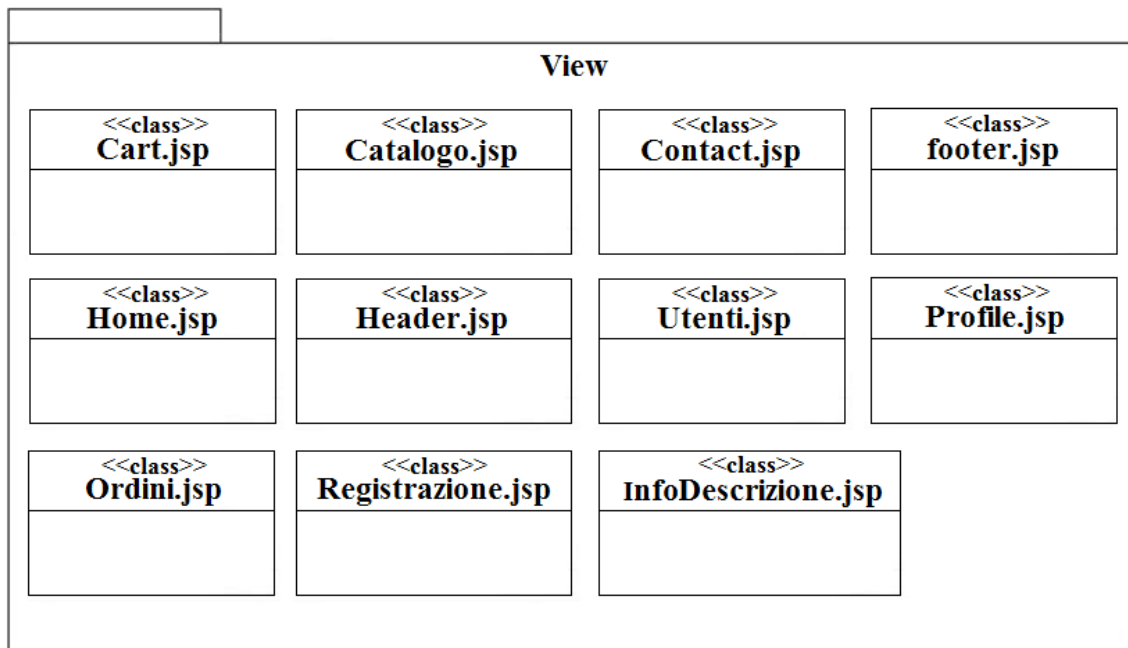 View
<<class>>
Cart.jsp
<<class>>
Catalogo.jsp
<<class>>
Contact.jsp
<<class>>
footer.jsp
<<class>>
Home.jsp
<<class>>
Header.jsp
<<class>>
Utenti.jsp
<<class>>
Profile.jsp
<<class>>
Ordini.jsp
<<class>>
Registrazione.jsp
<<class>>
InfoDescrizione.jsp